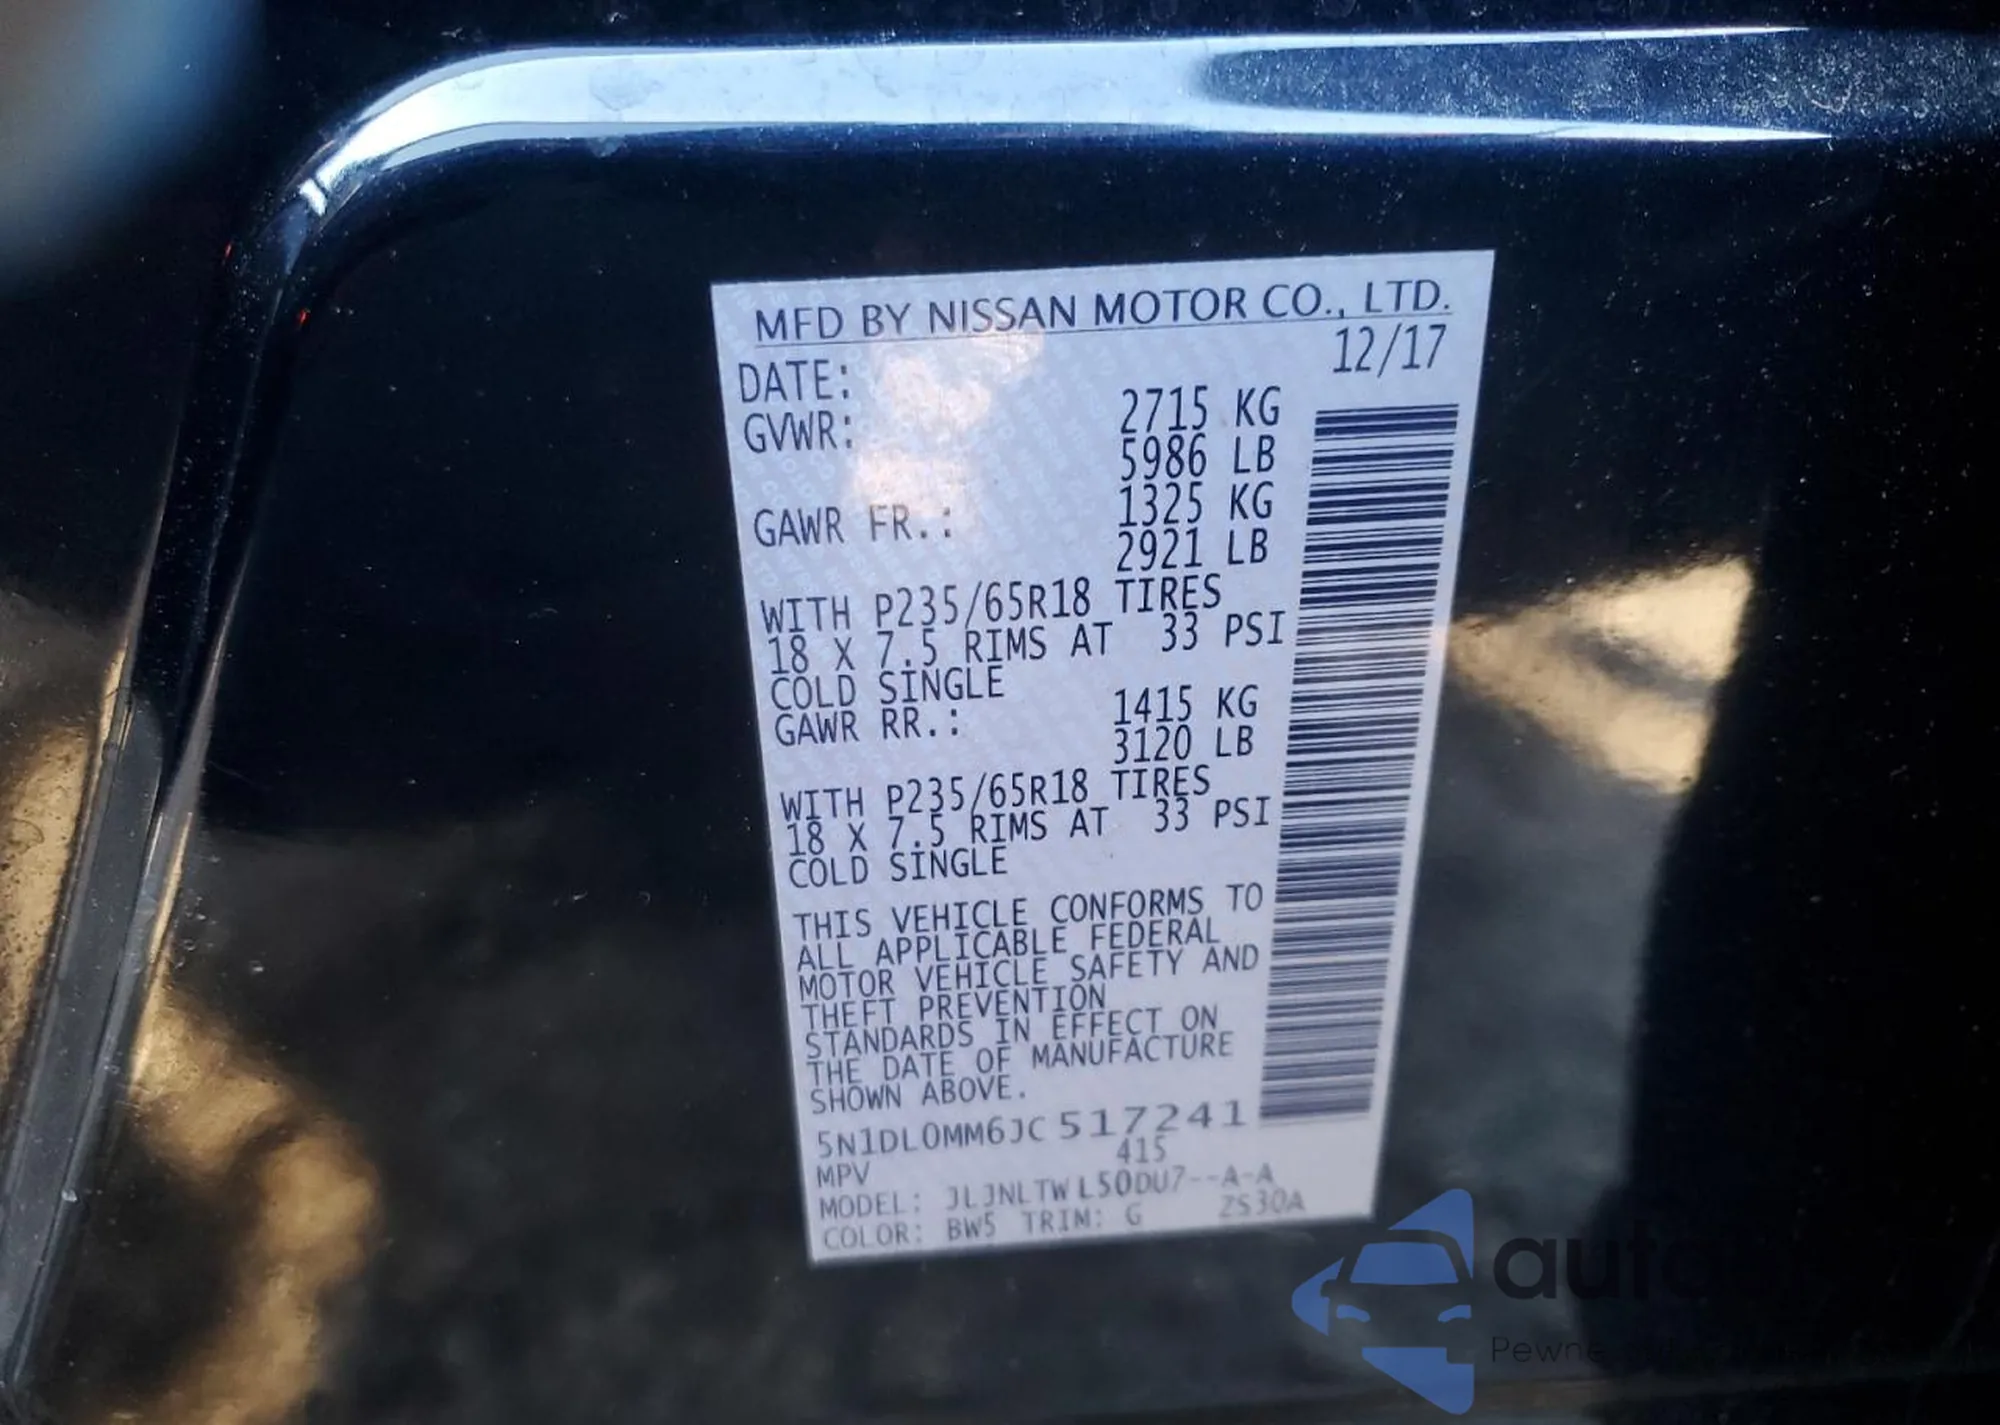 MFD BY NISSAN MOTOR CO., LTD.
DATE: 12/17
GVWR: 2715 KG
5986 LB
GAWR FR.: 1325 KG
2921 LB
WITH P235/65R18 TIRES
18 X 7.5 RIMS AT 33 PSI
COLD SINGLE
GAWR RR.: 1415 KG
3120 LB
WITH P235/65R18 TIRES
18 X 7.5 RIMS AT 33 PSI
COLD SINGLE
THIS VEHICLE CONFORMS TO
ALL APPLICABLE FEDERAL
MOTOR VEHICLE SAFETY AND
THEFT PREVENTION
STANDARDS IN EFFECT ON
THE DATE OF MANUFACTURE
SHOWN ABOVE.
5N1DL0MM6JC517241
MPV 415
MODEL: JLJNLTWL50DU7--A-A
COLOR: BW5 TRIM: G ZS30A
Pewne